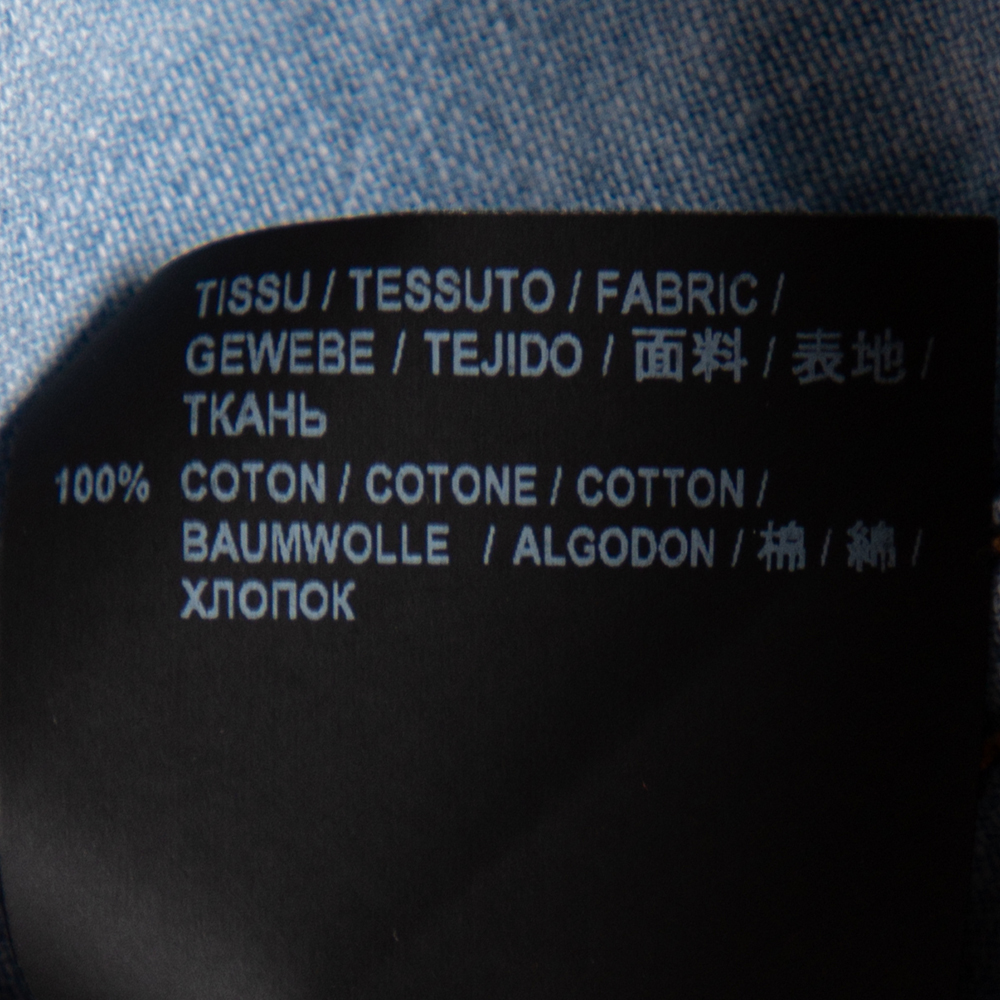 TISSU / TESSUTO / FABRIC /
GEWEBE / TEJIDO / 面料 / 表地 /
ТКАНЬ
100% COTON / COTONE / COTTON /
BAUMWOLLE / ALGODON / 棉 / 綿 /
ХЛОПОК